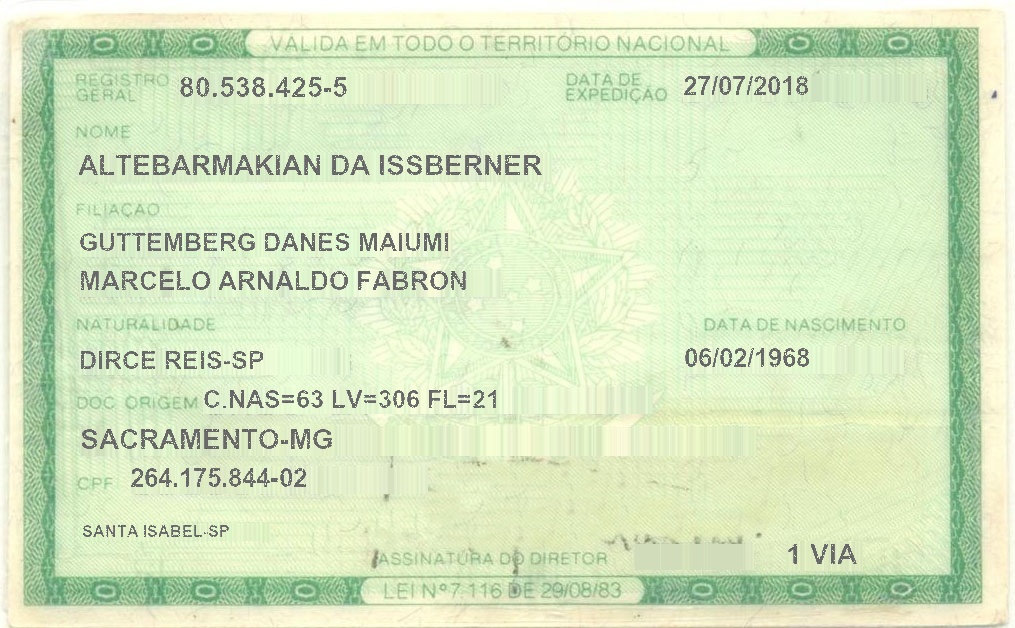 VÁLIDA EM TODO O TERRITÓRIO NACIONAL
REGISTRO GERAL 80.538.425-5 DATA DE EXPEDIÇÃO 27/07/2018
NOME
ALTEBARMAKIAN DA ISSBERNER
FILIAÇÃO
GUTTEMBERG DANES MAIUMI
MARCELO ARNALDO FABRON
NATURALIDADE DATA DE NASCIMENTO
DIRCE REIS-SP 06/02/1968
DOC ORIGEM C.NAS=63 LV=306 FL=21
SACRAMENTO-MG
CPF 264.175.844-02
SANTA ISABEL-SP
ASSINATURA DO DIRETOR 1 VIA
LEI Nº 7.116 DE 29/08/83